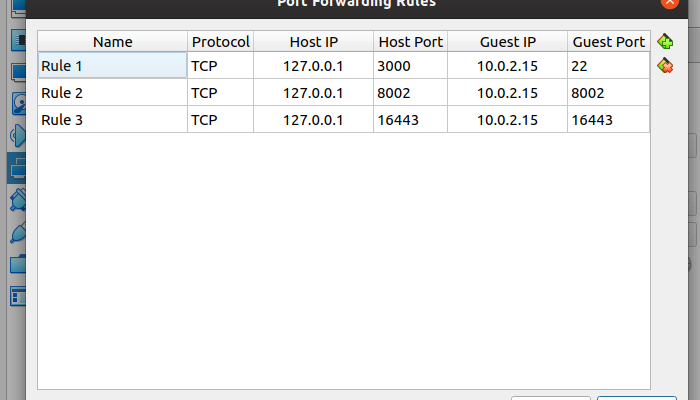 Port Forwarding Rules
Name Protocol Host IP Host Port Guest IP Guest Port
Rule 1 TCP 127.0.0.1 3000 10.0.2.15 22
Rule 2 TCP 127.0.0.1 8002 10.0.2.15 8002
Rule 3 TCP 127.0.0.1 16443 10.0.2.15 16443